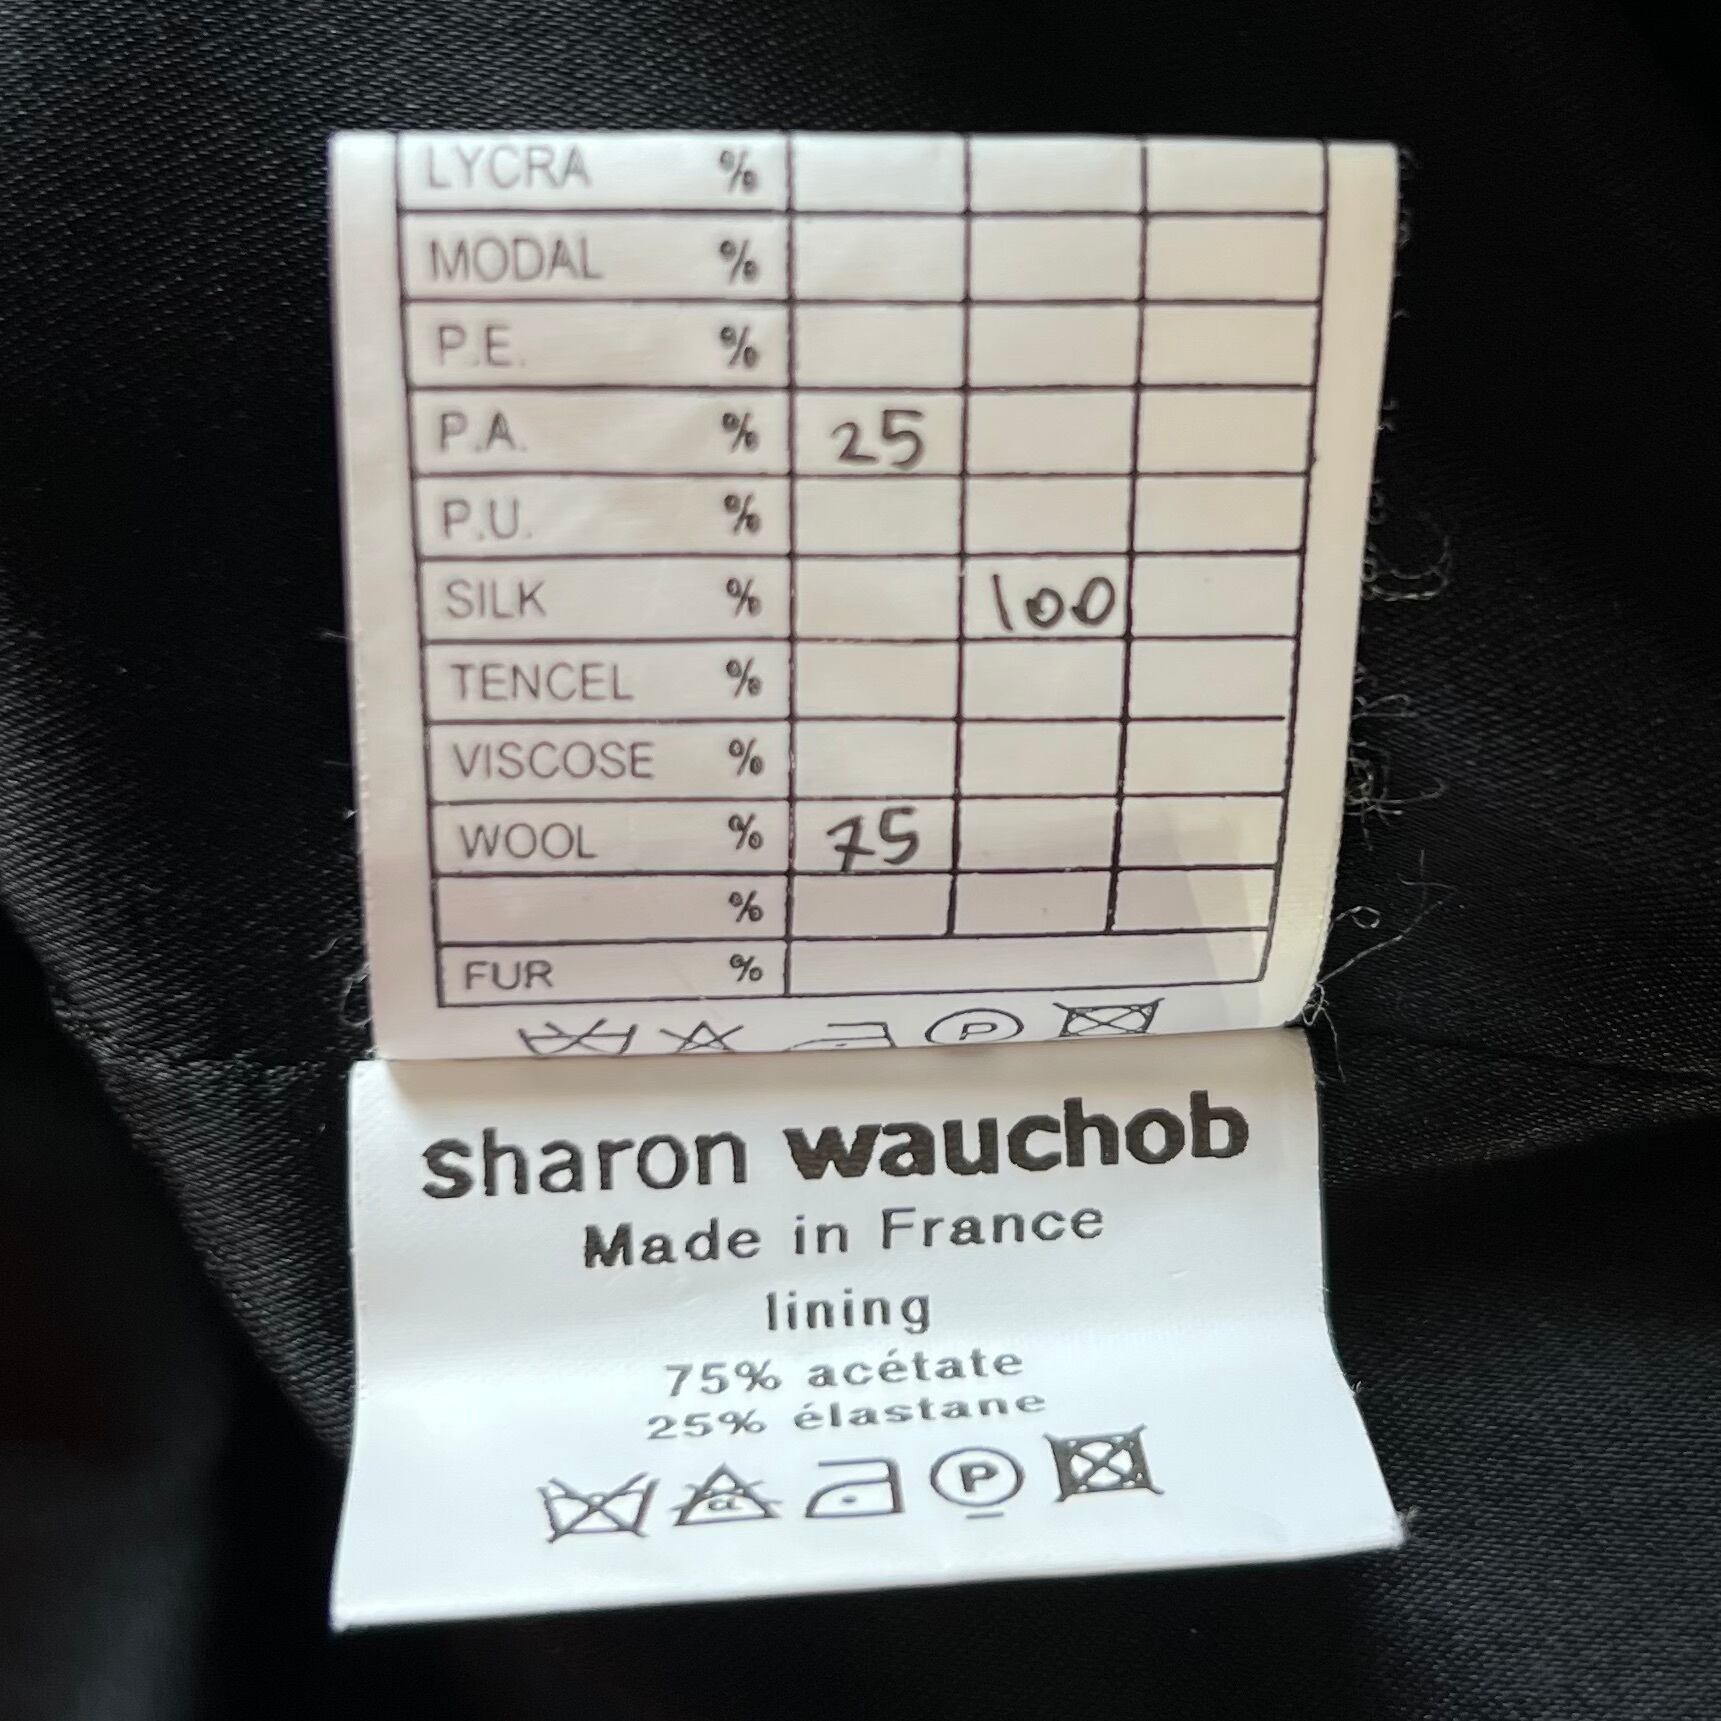 LYCRA %
MODAL %
P.E. %
P.A. % 25
P.U. %
SILK % 100
TENCEL %
VISCOSE %
WOOL % 75
%
FUR %
P
sharon wauchob
Made in France
lining
75% acétate
25% élastane
CL P